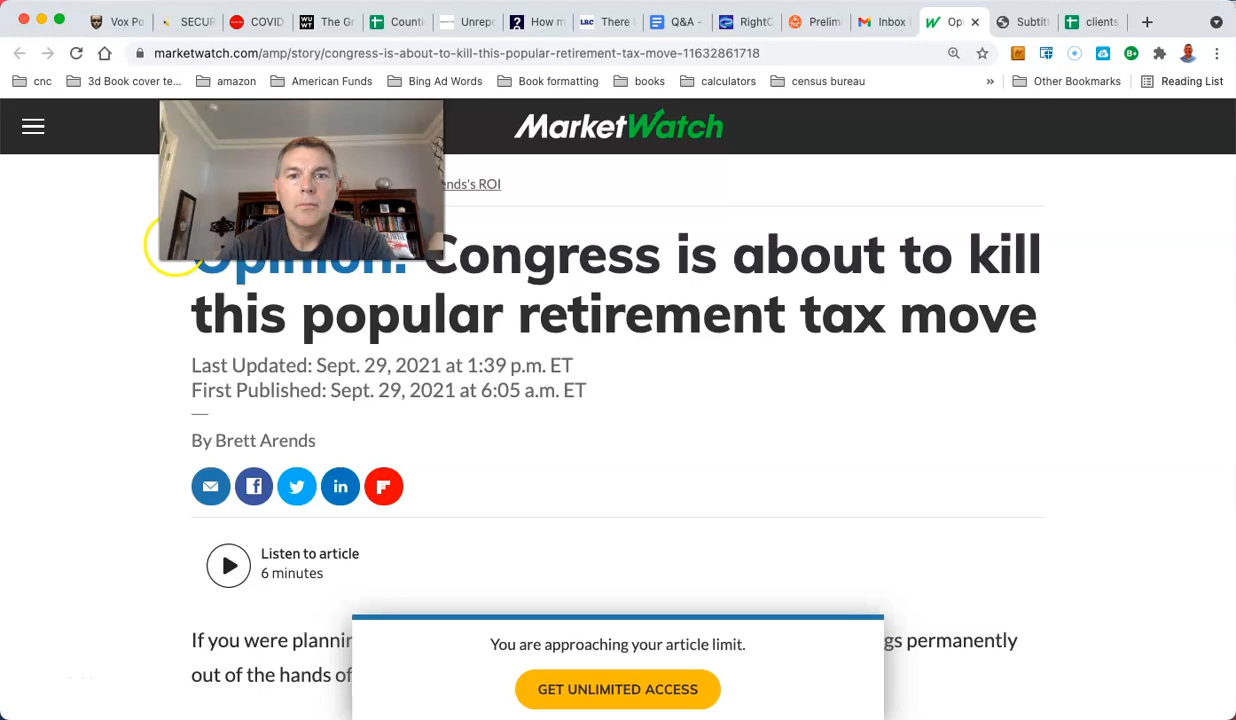 Vox Po
SECUR
COVID
The Gr
Counti
Unrep
How m
There
Q&A -
RightC
Prelim
Inbox
Ope
Subtit
clients
marketwatch.com/amp/story/congress-is-about-to-kill-this-popular-retirement-tax-move-11632861718
cnc
3d Book cover te...
amazon
American Funds
Bing Ad Words
Book formatting
books
calculators
census bureau
»
Other Bookmarks
Reading List
MarketWatch
ends's ROI
Opinion: Congress is about to kill
this popular retirement tax move
Last Updated: Sept. 29, 2021 at 1:39 p.m. ET
First Published: Sept. 29, 2021 at 6:05 a.m. ET
By Brett Arends
Listen to article
6 minutes
If you were plannin
gs permanently
out of the hands of
You are approaching your article limit.
GET UNLIMITED ACCESS